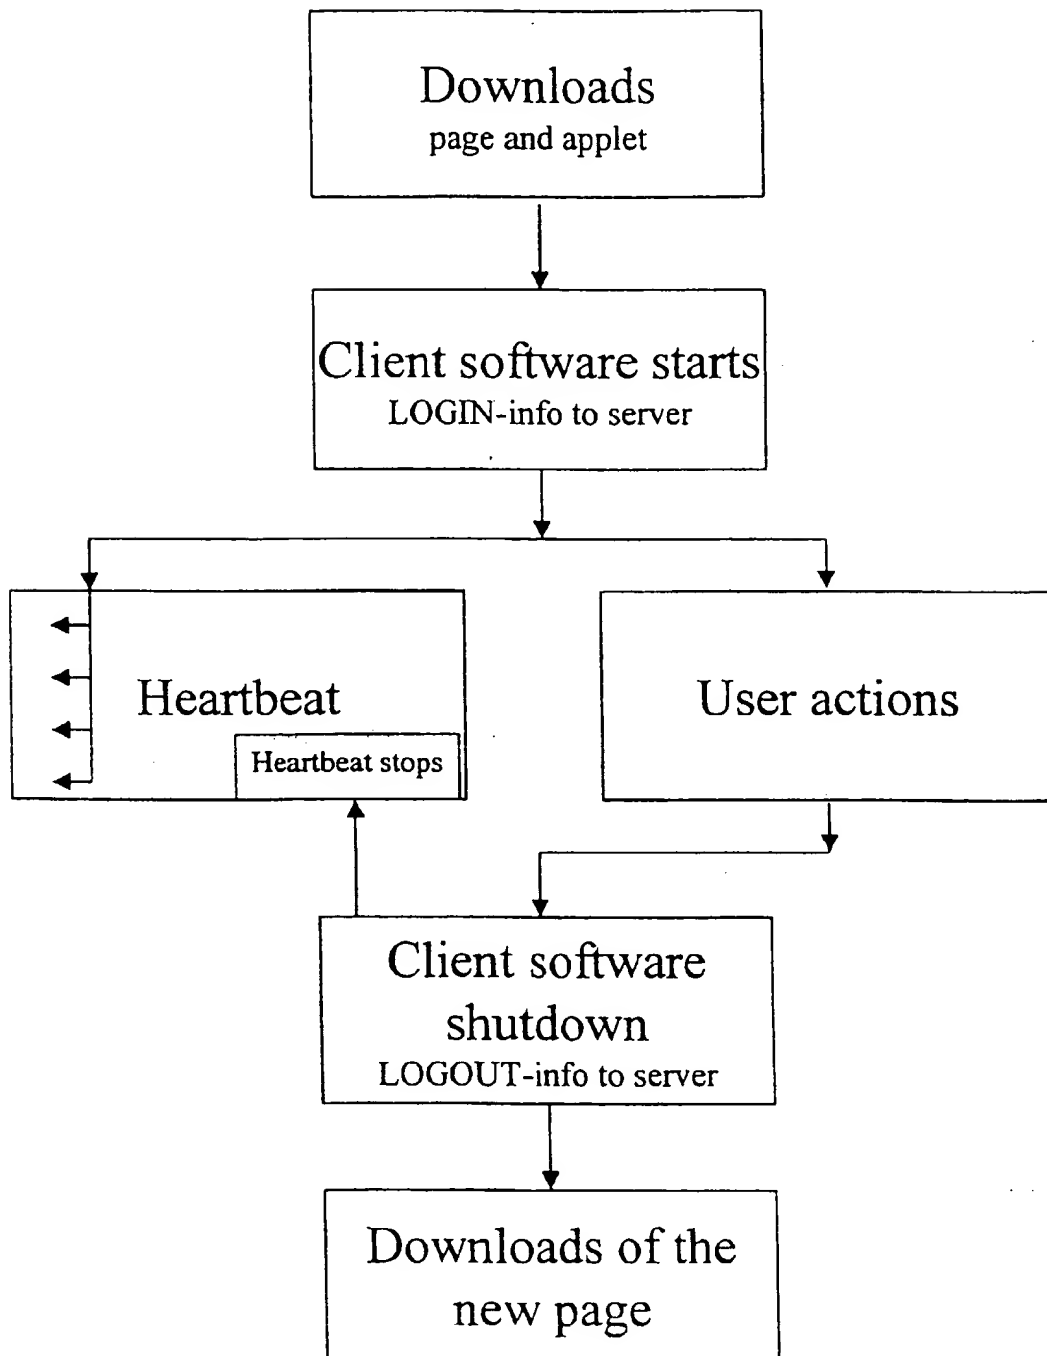 Downloads
page and applet
Client software starts
LOGIN-info to server
Heartbeat
Heartbeat stops
User actions
Client software
shutdown
LOGOUT-info to server
Downloads of the
new page